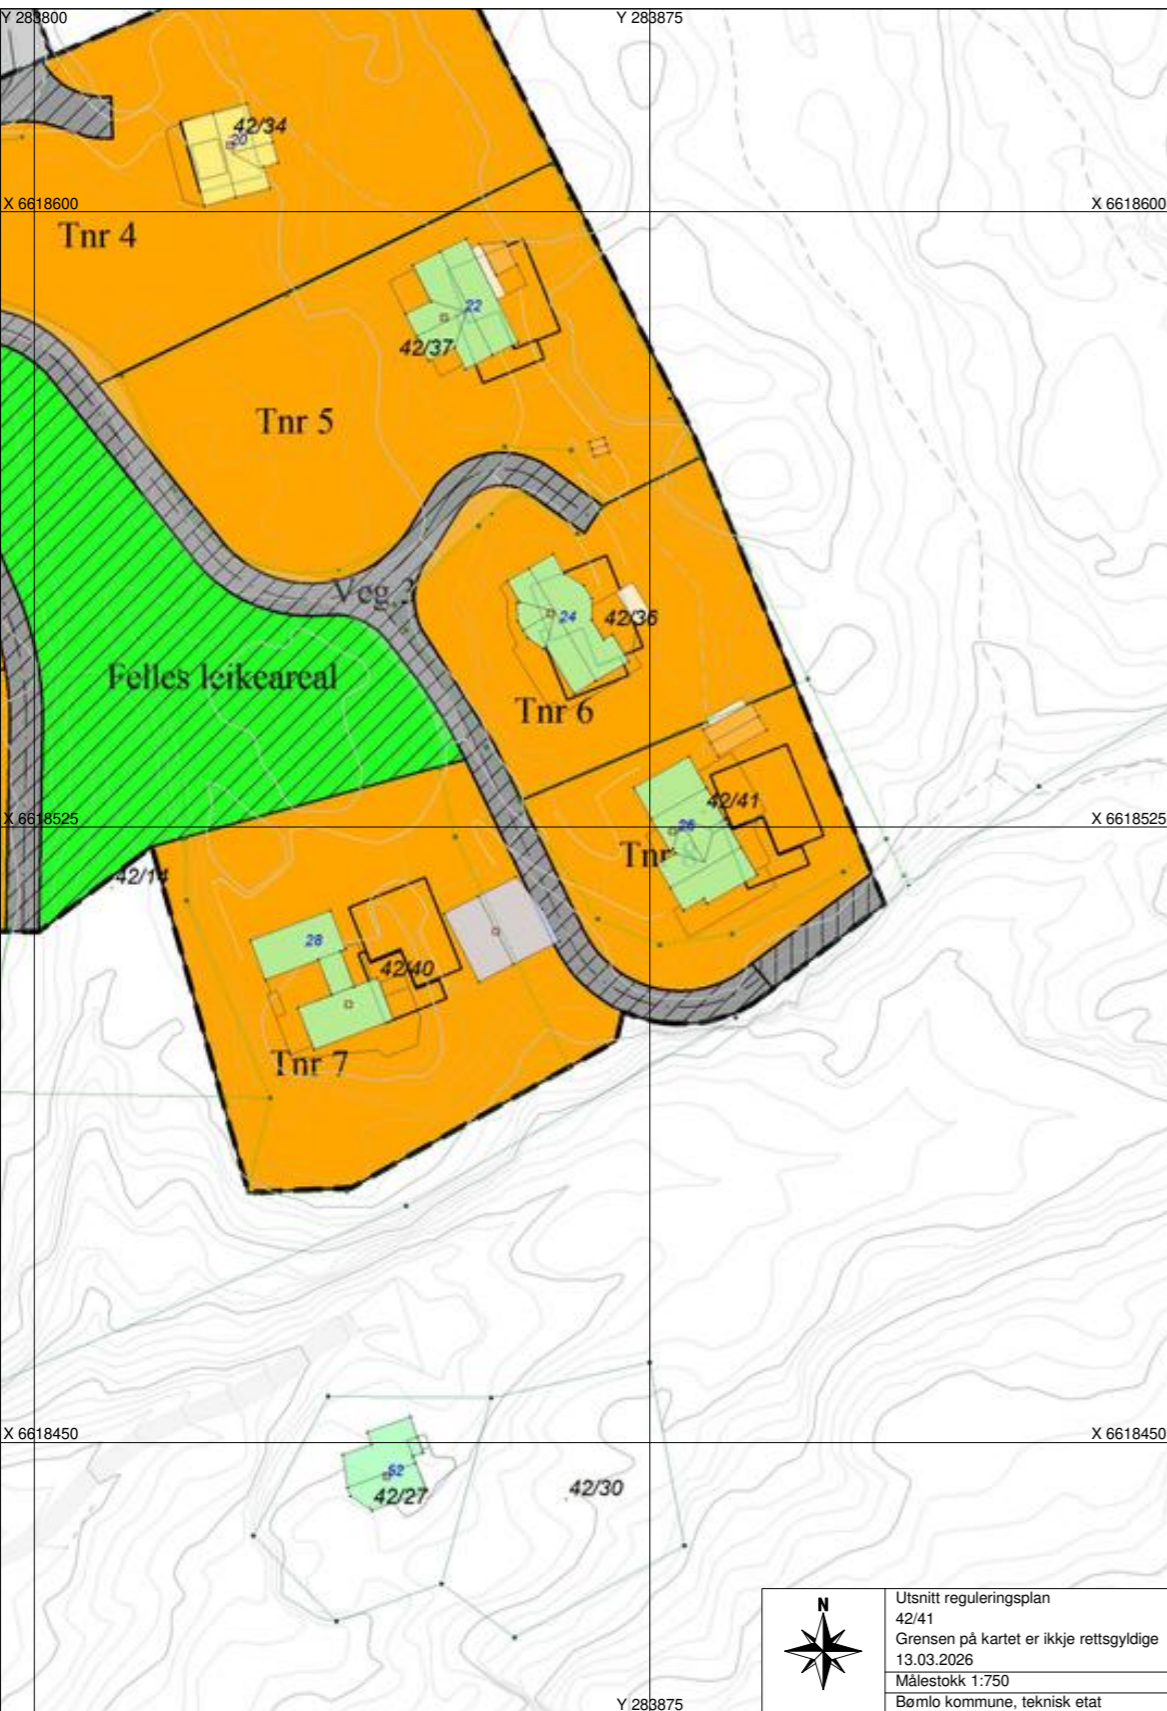 Y 283800
Y 283875
42/34
20
X 6618600
X 6618600
Tnr 4
22
42/37
Tnr 5
Veg 2
24
42/36
Felles leikeareal
Tnr 6
42/41
X 6618525
26
X 6618525
Tnr
42/14
28
42/40
Tnr 7
X 6618450
X 6618450
52
42/27
42/30
N
Utsnitt reguleringsplan
42/41
Grensen på kartet er ikkje rettsgyldige
13.03.2026
Målestokk 1:750
Bømlo kommune, teknisk etat
Y 283875